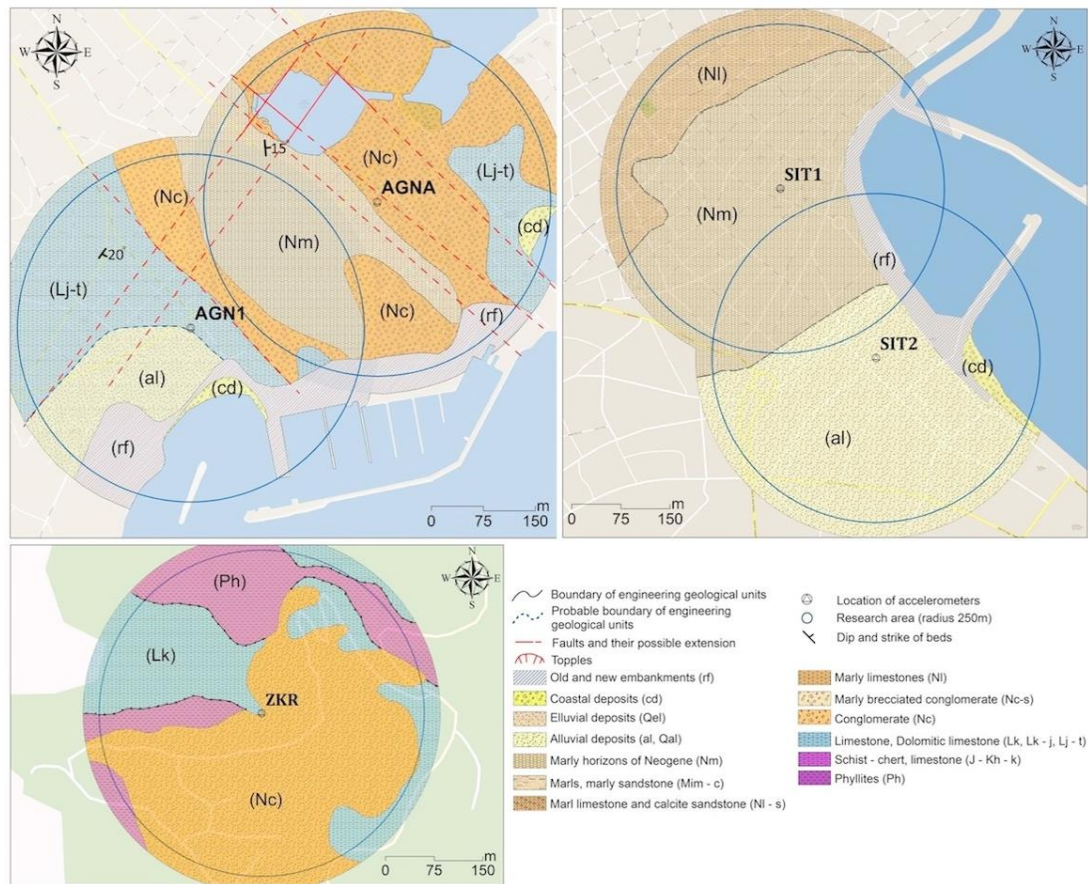 N
W E
S
(Nc)
15
(Nc)
AGNA
(Lj-t)
(cd)
(Nm)
20
(Lj-t)
AGN1
(Nc)
(rf)
(al)
(cd)
(rf)
m
0 75 150
N
W E
S
(Nl)
SIT1
(Nm)
(rf)
SIT2
(cd)
(al)
m
0 75 150
N
W E
S
(Ph)
(Lk)
ZKR
(Nc)
m
0 75 150
Boundary of engineering geological units
Probable boundary of engineering
geological units
Faults and their possible extension
Topples
Old and new embankments (rf)
Coastal deposits (cd)
Elluvial deposits (Qel)
Alluvial deposits (al, Qal)
Marly horizons of Neogene (Nm)
Marls, marly sandstone (Mim - c)
Marl limestone and calcite sandstone (Nl - s)
Location of accelerometers
Research area (radius 250m)
Dip and strike of beds
Marly limestones (Nl)
Marly brecciated conglomerate (Nc-s)
Conglomerate (Nc)
Limestone, Dolomitic limestone (Lk, Lk - j, Lj - t)
Schist - chert, limestone (J - Kh - k)
Phyllites (Ph)